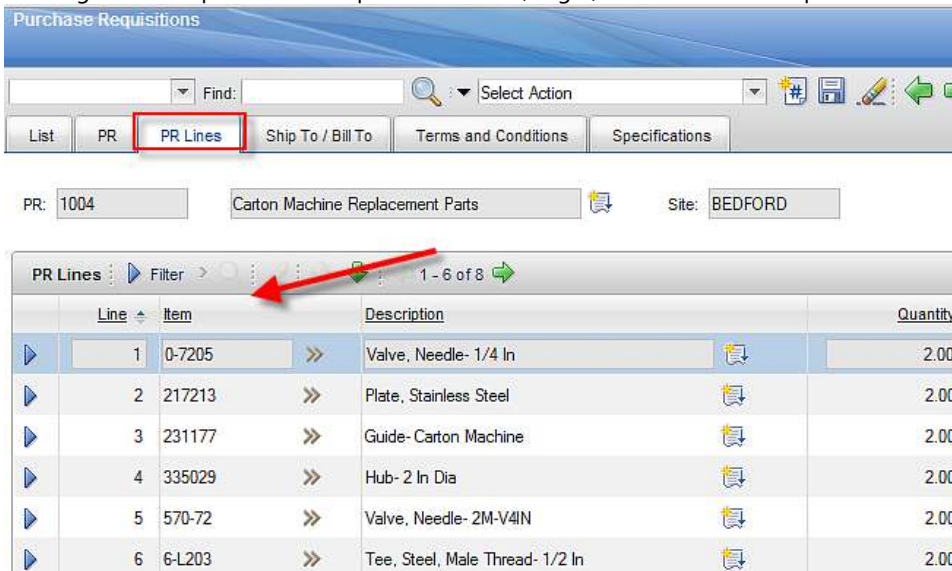 Purchase Requisitions
Find: Select Action
List PR PR Lines Ship To / Bill To Terms and Conditions Specifications
PR: 1004 Carton Machine Replacement Parts Site: BEDFORD
PR Lines Filter 1 - 6 of 8
Line Item Description Quantity
1 0-7205 Valve, Needle- 1/4 In 2.00
2 217213 Plate, Stainless Steel 2.00
3 231177 Guide- Carton Machine 2.00
4 335029 Hub- 2 In Dia 2.00
5 570-72 Valve, Needle- 2M-V4IN 2.00
6 6-L203 Tee, Steel, Male Thread- 1/2 In 2.00